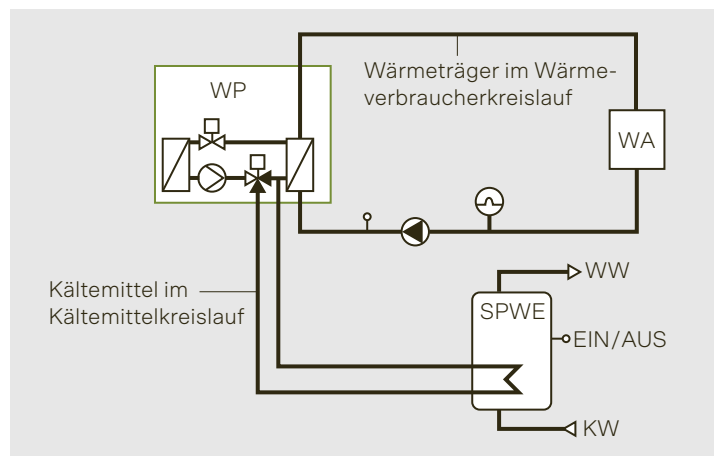 WP
Wärmeträger im Wärme-
verbraucherkreislauf
WA
Kältemittel im
Kältemittelkreislauf
WW
SPWE
EIN/AUS
KW